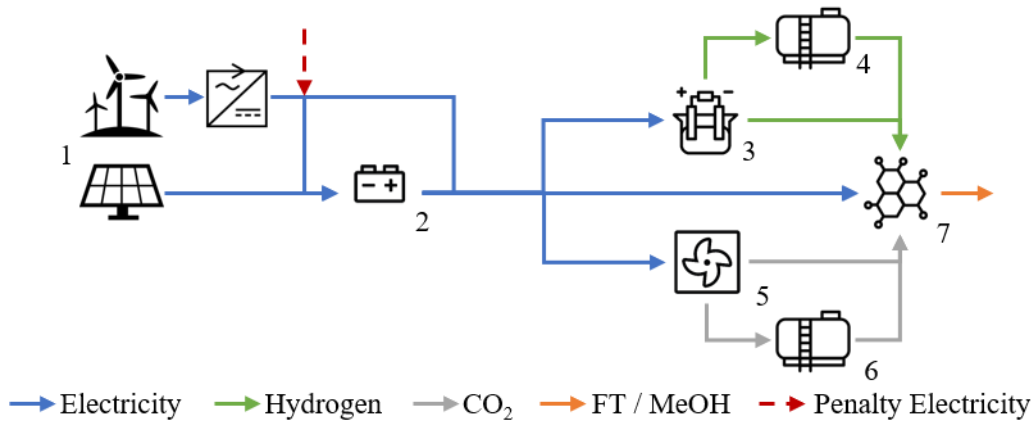 4
+ −
3
1
− +
2
7
5
6
Electricity
Hydrogen
CO₂
FT / MeOH
Penalty Electricity